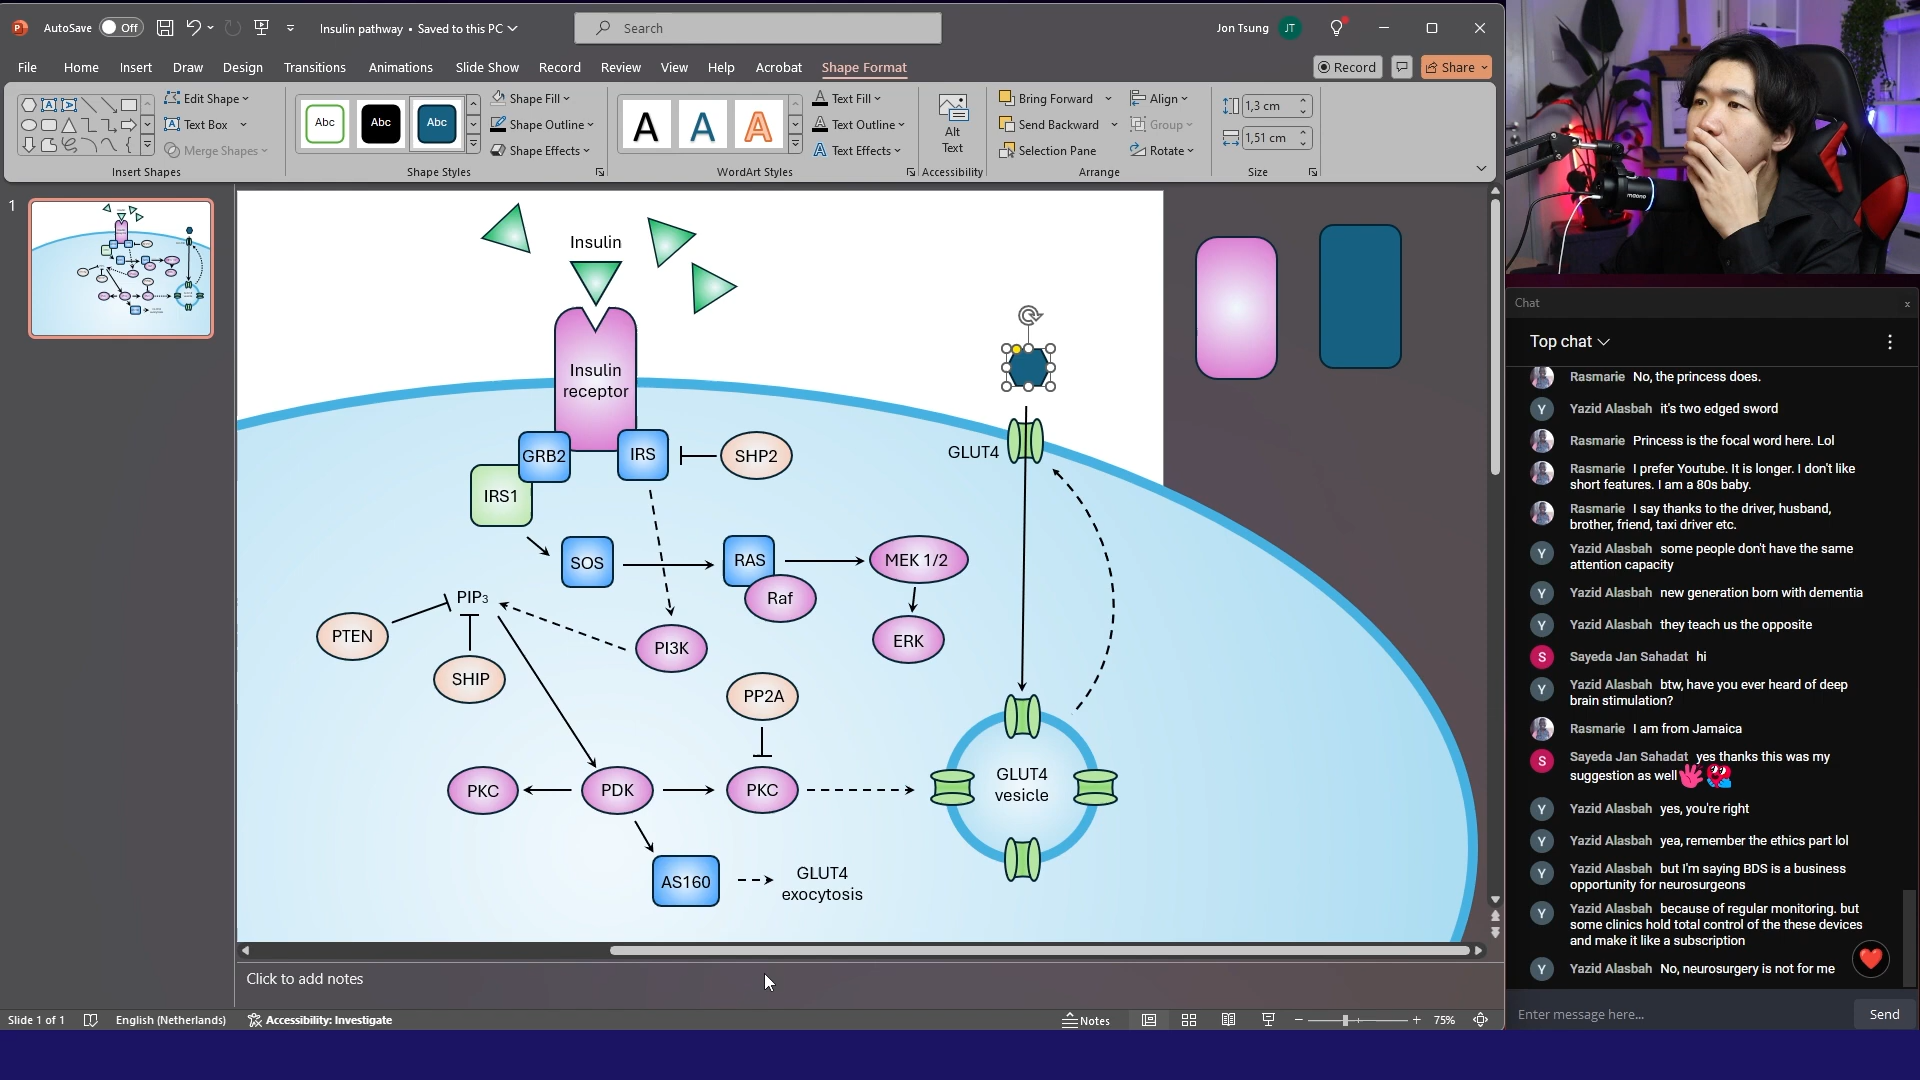 AutoSave Off
Insulin pathway • Saved to this PC
Search
Jon Tsung JT
File Home Insert Draw Design Transitions Animations Slide Show Record Review View Help Acrobat Shape Format
Record
Share
Edit Shape
Text Box
Merge Shapes
Insert Shapes
Abc Abc Abc
Shape Fill
Shape Outline
Shape Effects
Shape Styles
A A A
Text Fill
Text Outline
Text Effects
WordArt Styles
Alt
Text
Accessibility
Bring Forward
Send Backward
Selection Pane
Align
Group
Rotate
Arrange
1,3 cm
1,51 cm
Size
1
Insulin
Insulin
receptor
GRB2
IRS
SHP2
IRS1
GLUT4
SOS
RAS
MEK 1/2
Raf
PIP3
PTEN
PI3K
ERK
SHIP
PP2A
PKC
PDK
PKC
GLUT4
vesicle
AS160
GLUT4
exocytosis
Click to add notes
Slide 1 of 1
English (Netherlands)
Accessibility: Investigate
Notes
75%
maono
Chat
x
Top chat
Rasmarie No, the princess does.
Y Yazid Alasbah it's two edged sword
Rasmarie Princess is the focal word here. Lol
Rasmarie I prefer Youtube. It is longer. I don't like
short features. I am a 80s baby.
Rasmarie I say thanks to the driver, husband,
brother, friend, taxi driver etc.
Y Yazid Alasbah some people don't have the same
attention capacity
Y Yazid Alasbah new generation born with dementia
Y Yazid Alasbah they teach us the opposite
S Sayeda Jan Sahadat hi
Y Yazid Alasbah btw, have you ever heard of deep
brain stimulation?
Rasmarie I am from Jamaica
S Sayeda Jan Sahadat yes thanks this was my
suggestion as well
Y Yazid Alasbah yes, you're right
Y Yazid Alasbah yea, remember the ethics part lol
Y Yazid Alasbah but I'm saying BDS is a business
opportunity for neurosurgeons
Y Yazid Alasbah because of regular monitoring. but
some clinics hold total control of the these devices
and make it like a subscription
Y Yazid Alasbah No, neurosurgery is not for me
Enter message here...
Send